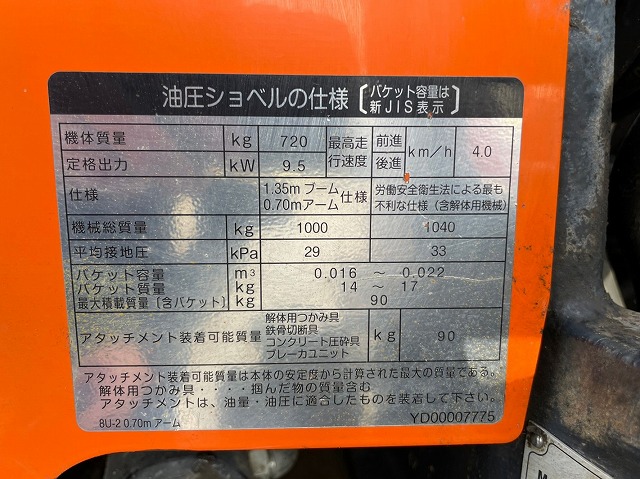 油圧ショベルの仕様〔バケット容量は新JIS表示〕
機体質量 kg 720 最高走行速度 前進 後進 km/h 4.0
定格出力 kW 9.5
仕様 1.35m ブーム 0.70mアーム 仕様 労働安全衛生法による最も不利な仕様（含解体用機械）
機械総質量 kg 1000 1040
平均接地圧 kPa 29 33
バケット容量 m³ 0.016 ～ 0.022
バケット質量 kg 14 ～ 17
最大積載質量〔含バケット〕 kg 90
アタッチメント装着可能質量 解体用つかみ具 鉄骨切断具 コンクリート圧砕具 ブレーカユニット kg 90
アタッチメント装着可能質量は本体の安定度から計算された最大の質量である。
解体用つかみ具・・・・掴んだ物の質量含む
アタッチメントは、油量・油圧に適合したものを装着して下さい。
8U-2 0.70mアーム YD00007775